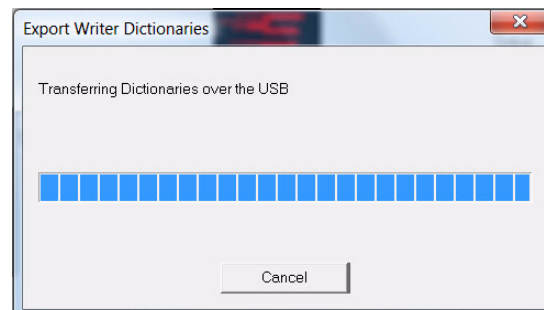 Export Writer Dictionaries
Transferring Dictionaries over the USB
Cancel